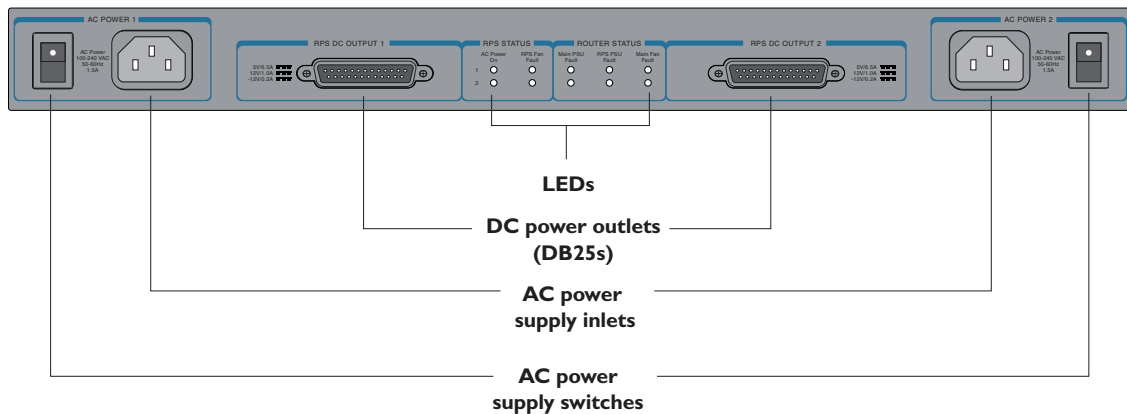 AC POWER 1
AC POWER 2
AC Power
100-240 VAC
50-60Hz
1.5A
RPS DC OUTPUT 1
RPS STATUS
ROUTER STATUS
RPS DC OUTPUT 2
5V/6.5A
12V/1.0A
-12V/0.2A
AC Power
On
RPS Fan
Fault
Main PSU
Fault
RPS PSU
Fault
Main Fan
Fault
1
2
5V/6.5A
12V/1.0A
-12V/0.2A
AC Power
100-240 VAC
50-60Hz
1.5A
LEDs
DC power outlets
(DB25s)
AC power
supply inlets
AC power
supply switches